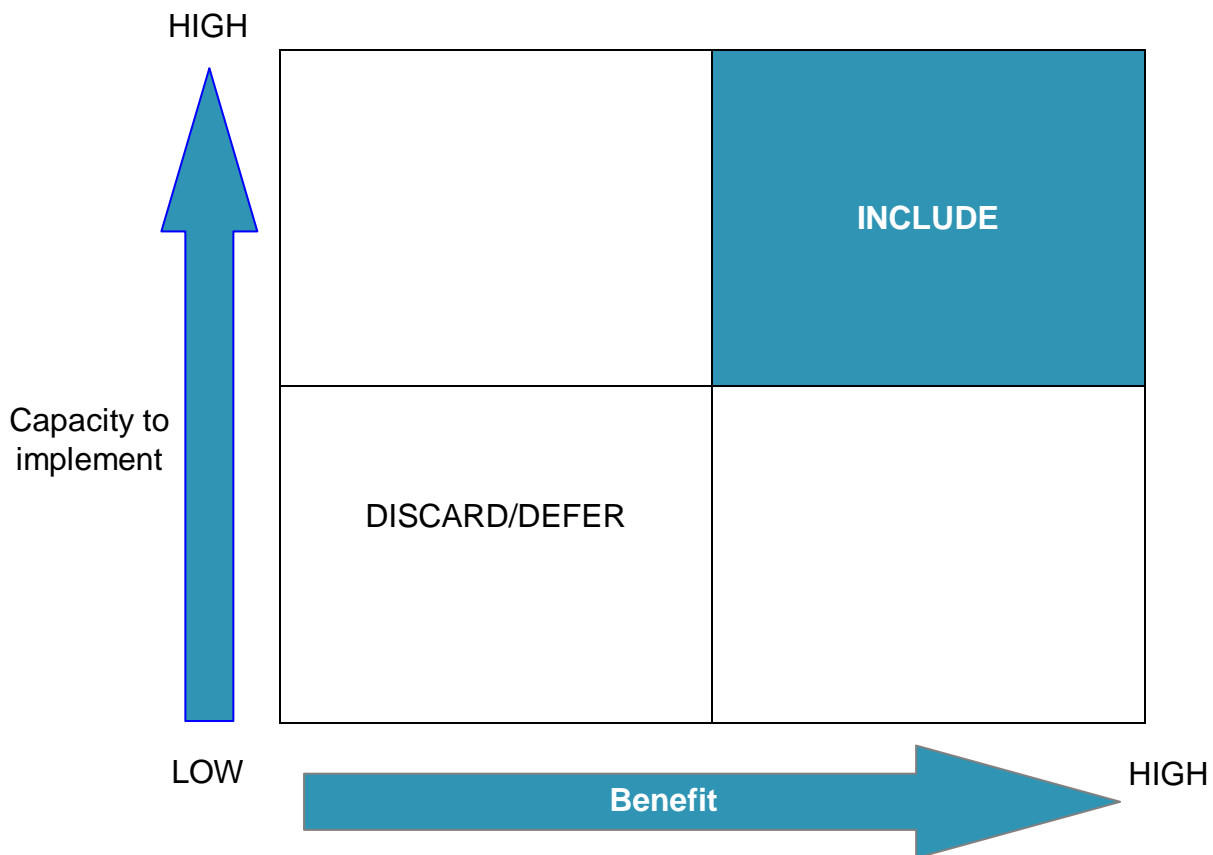 HIGH
INCLUDE
Capacity to
implement
DISCARD/DEFER
LOW
HIGH
Benefit